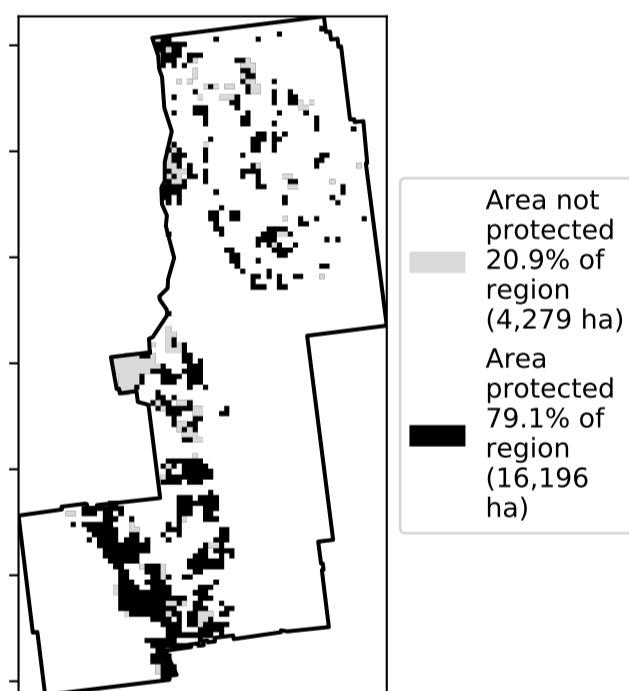 Area not
protected
20.9% of
region
(4,279 ha)
Area
protected
79.1% of
region
(16,196
ha)